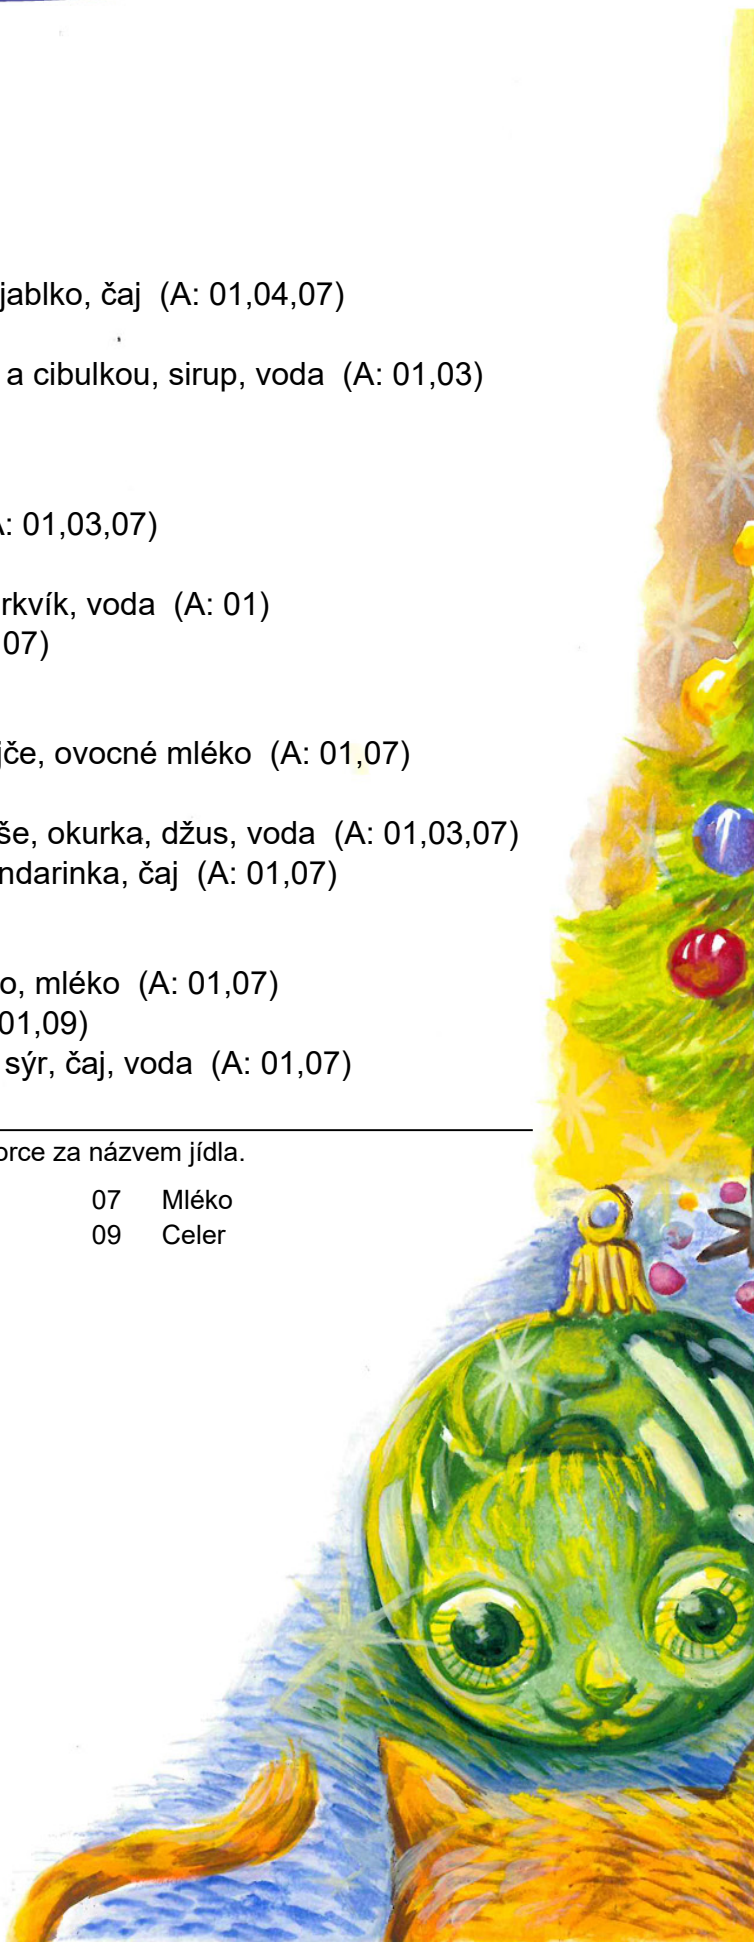 jablko, čaj (A: 01,04,07)
a cibulkou, sirup, voda (A: 01,03)
: 01,03,07)
rkvík, voda (A: 01)
07)
jče, ovocné mléko (A: 01,07)
še, okurka, džus, voda (A: 01,03,07)
ndarinka, čaj (A: 01,07)
o, mléko (A: 01,07)
01,09)
sýr, čaj, voda (A: 01,07)
orce za názvem jídla.
07 Mléko
09 Celer